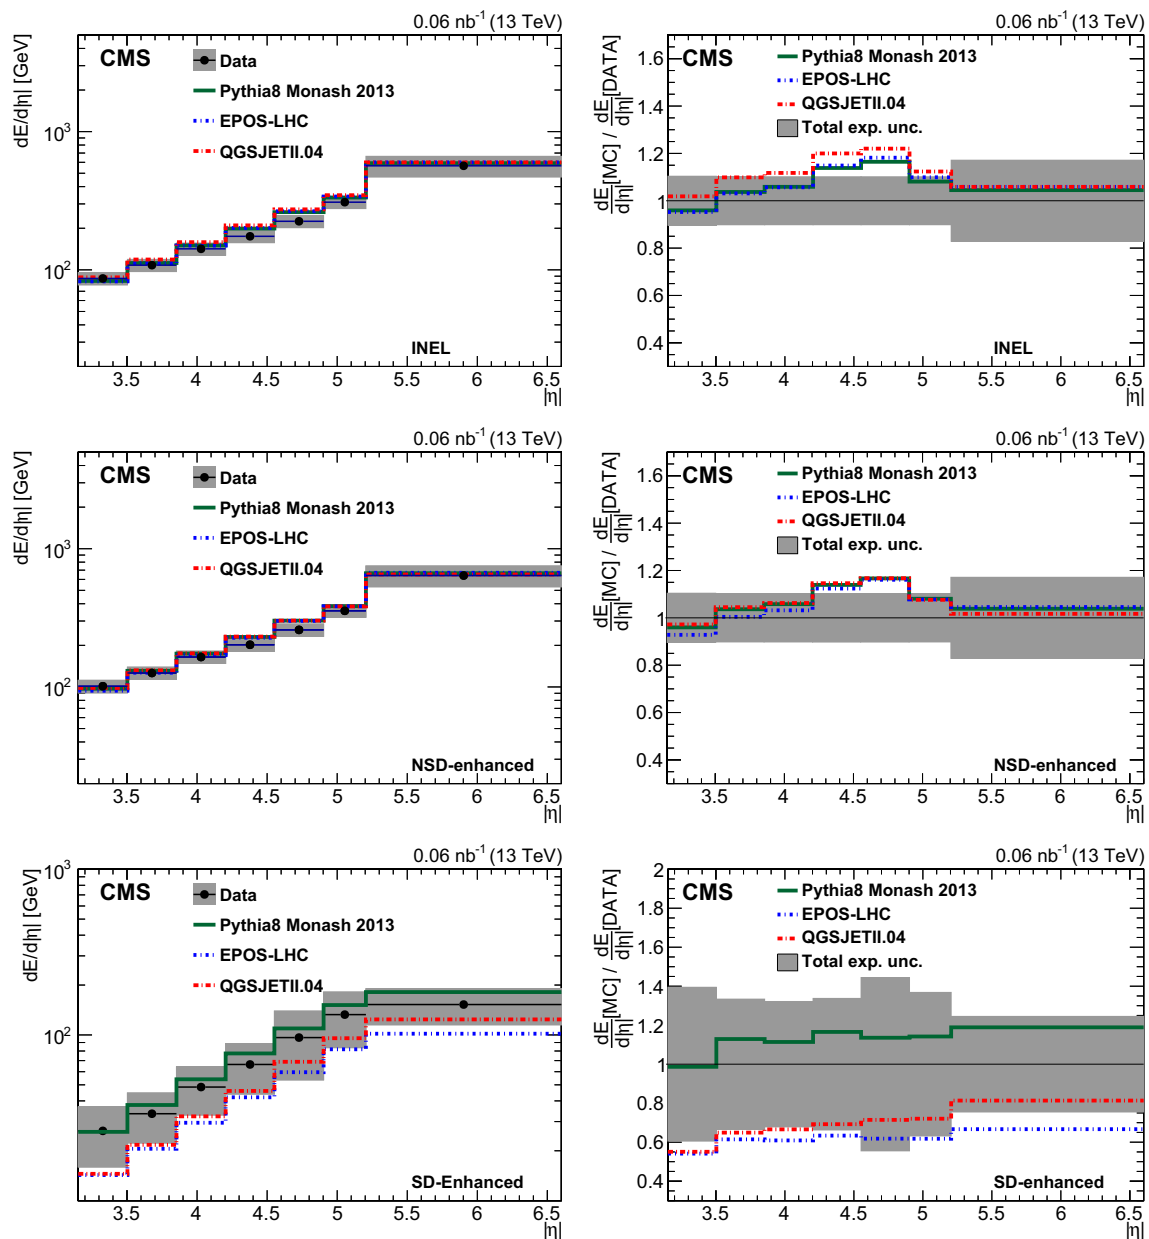 0.06 nb⁻¹ (13 TeV)
CMS
Data
Pythia8 Monash 2013
EPOS-LHC
QGSJETII.04
dE/d|η| [GeV]
10³
10²
INEL
3.5 4 4.5 5 5.5 6 6.5
|η|
0.06 nb⁻¹ (13 TeV)
CMS
Pythia8 Monash 2013
EPOS-LHC
QGSJETII.04
Total exp. unc.
dE/d|η| [MC] / dE/d|η| [DATA]
1.6
1.4
1.2
1
0.8
0.6
0.4
INEL
3.5 4 4.5 5 5.5 6 6.5
|η|
0.06 nb⁻¹ (13 TeV)
CMS
Data
Pythia8 Monash 2013
EPOS-LHC
QGSJETII.04
dE/d|η| [GeV]
10³
10²
NSD-enhanced
3.5 4 4.5 5 5.5 6 6.5
|η|
0.06 nb⁻¹ (13 TeV)
CMS
Pythia8 Monash 2013
EPOS-LHC
QGSJETII.04
Total exp. unc.
dE/d|η| [MC] / dE/d|η| [DATA]
1.6
1.4
1.2
1
0.8
0.6
0.4
NSD-enhanced
3.5 4 4.5 5 5.5 6 6.5
|η|
0.06 nb⁻¹ (13 TeV)
CMS
Data
Pythia8 Monash 2013
EPOS-LHC
QGSJETII.04
dE/d|η| [GeV]
10³
10²
SD-Enhanced
3.5 4 4.5 5 5.5 6 6.5
|η|
0.06 nb⁻¹ (13 TeV)
CMS
Pythia8 Monash 2013
EPOS-LHC
QGSJETII.04
Total exp. unc.
dE/d|η| [MC] / dE/d|η| [DATA]
2
1.8
1.6
1.4
1.2
1
0.8
0.6
0.4
SD-enhanced
3.5 4 4.5 5 5.5 6 6.5
|η|